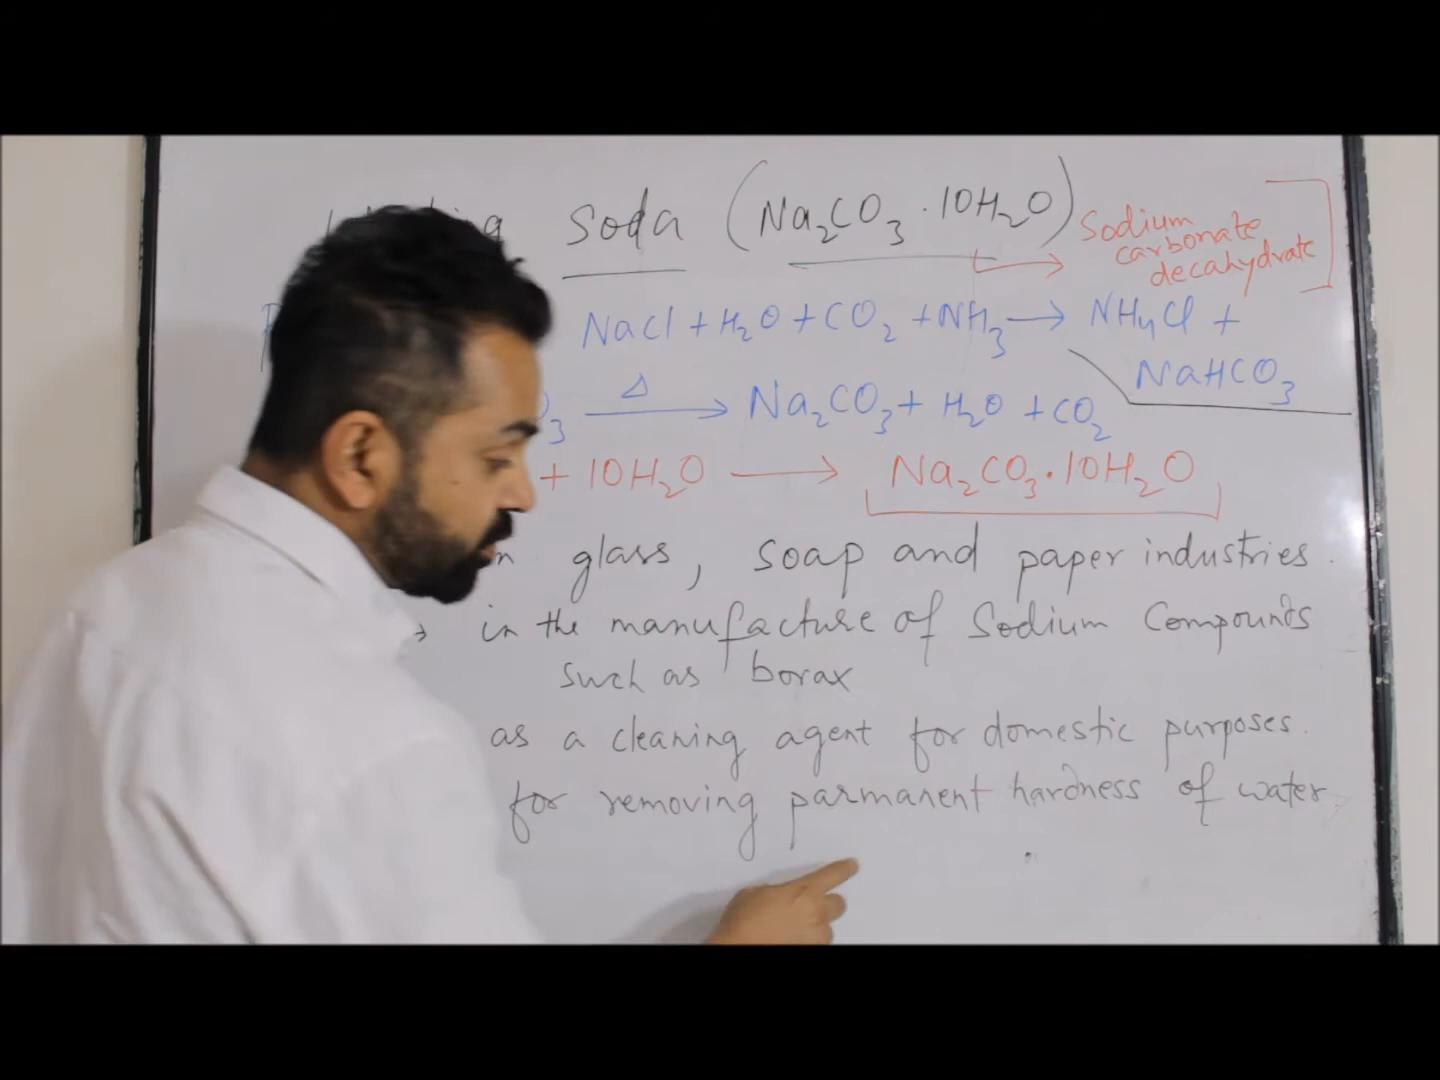 Soda (Na₂CO₃·10H₂O)
Sodium
carbonate
decahydrate
NaCl + H₂O + CO₂ + NH₃ → NH₄Cl +
NaHCO₃
Δ → Na₂CO₃ + H₂O + CO₂
+ 10H₂O → Na₂CO₃·10H₂O
glass, soap and paper industries.
→ in the manufacture of Sodium Compounds
such as borax
as a cleaning agent for domestic purposes.
for removing parmanent hardness of water